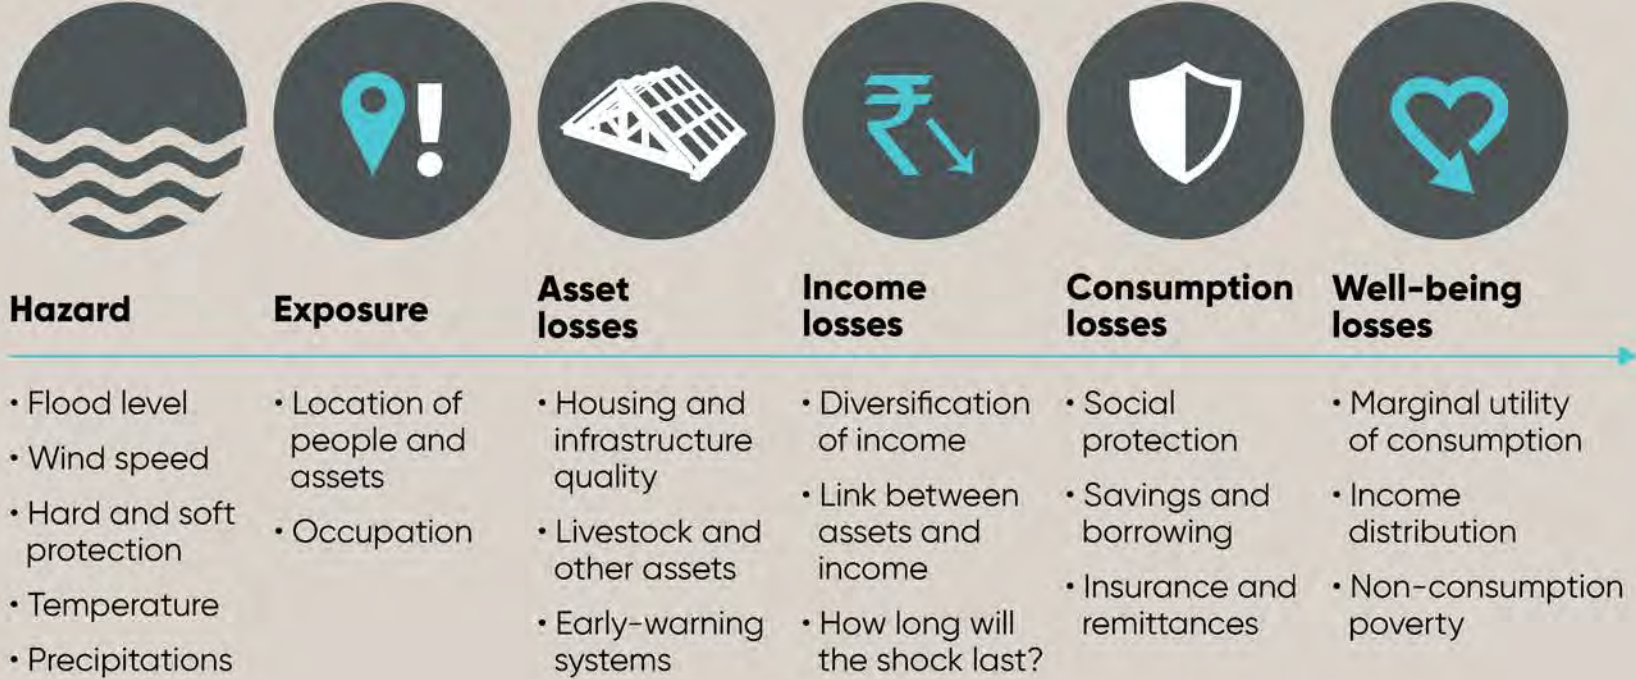 Hazard
• Flood level
• Wind speed
• Hard and soft
protection
• Temperature
• Precipitations
Exposure
• Location of
people and
assets
• Occupation
Asset
losses
• Housing and
infrastructure
quality
• Livestock and
other assets
• Early-warning
systems
Income
losses
• Diversification
of income
• Link between
assets and
income
• How long will
the shock last?
Consumption
losses
• Social
protection
• Savings and
borrowing
• Insurance and
remittances
Well-being
losses
• Marginal utility
of consumption
• Income
distribution
• Non-consumption
poverty